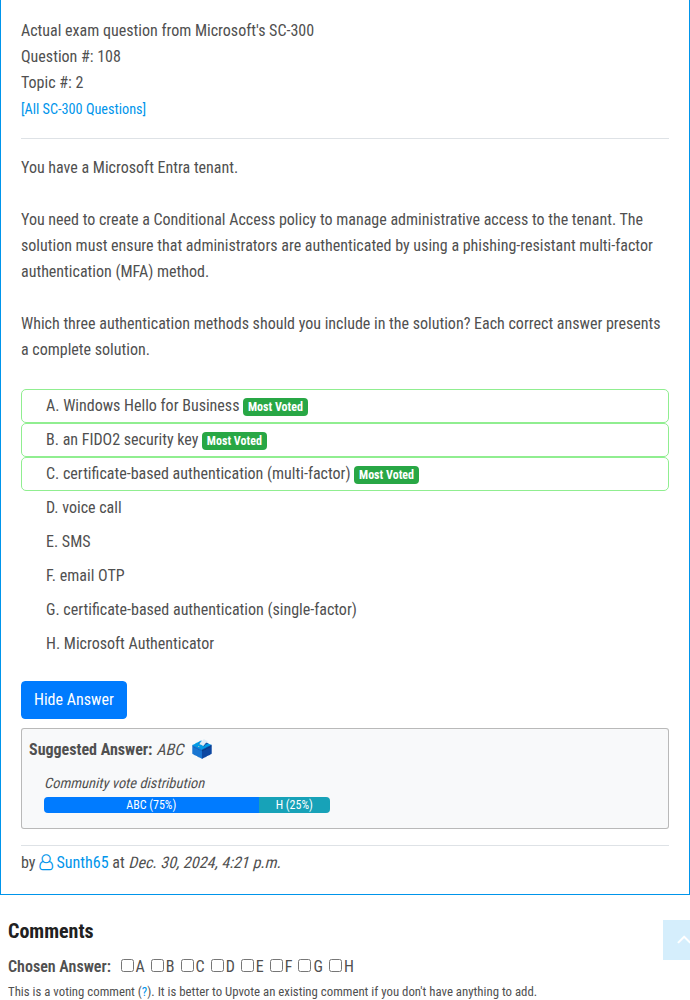 Actual exam question from Microsoft's SC-300
Question #: 108
Topic #: 2
[All SC-300 Questions]
You have a Microsoft Entra tenant.
You need to create a Conditional Access policy to manage administrative access to the tenant. The
solution must ensure that administrators are authenticated by using a phishing-resistant multi-factor
authentication (MFA) method.
Which three authentication methods should you include in the solution? Each correct answer presents
a complete solution.
A. Windows Hello for Business Most Voted
B. an FIDO2 security key Most Voted
C. certificate-based authentication (multi-factor) Most Voted
D. voice call
E. SMS
F. email OTP
G. certificate-based authentication (single-factor)
H. Microsoft Authenticator
Hide Answer
Suggested Answer: ABC
Community vote distribution
ABC (75%) H (25%)
by Sunth65 at Dec. 30, 2024, 4:21 p.m.
Comments
Chosen Answer: A B C D E F G H
This is a voting comment (?). It is better to Upvote an existing comment if you don't have anything to add.